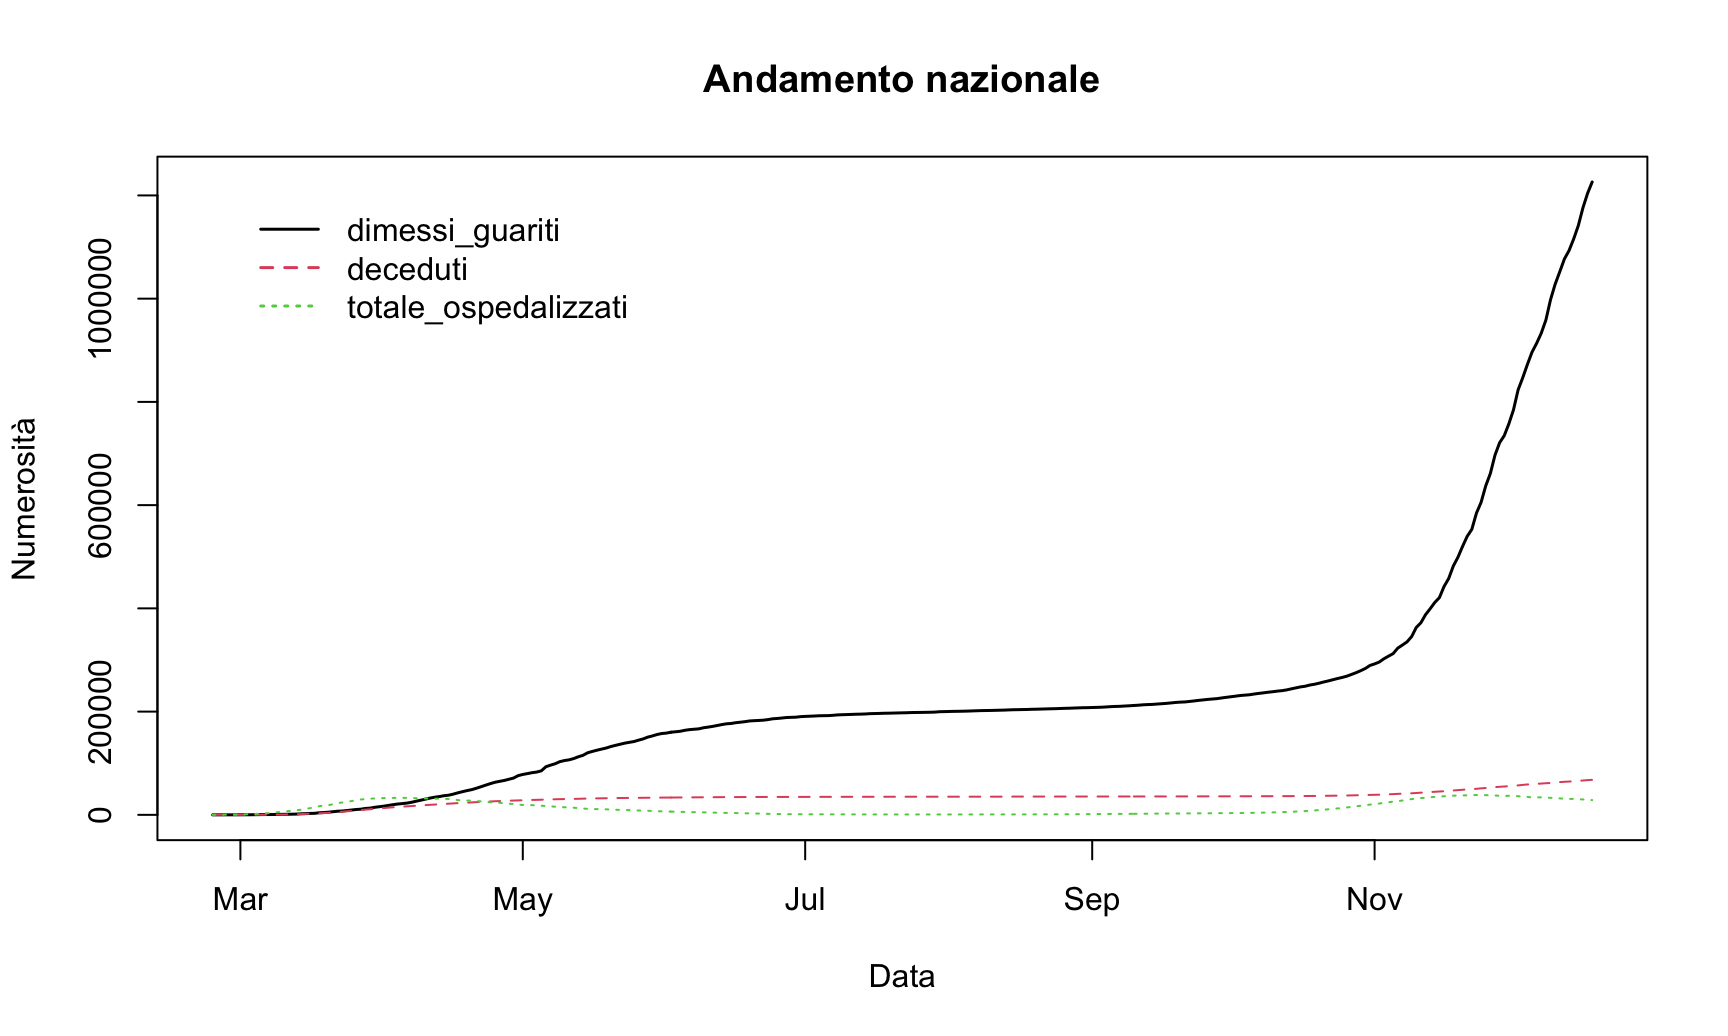 Andamento nazionale
dimessi_guariti
deceduti
totale_ospedalizzati
Numerosità
1000000
600000
200000
0
Mar May Jul Sep Nov
Data